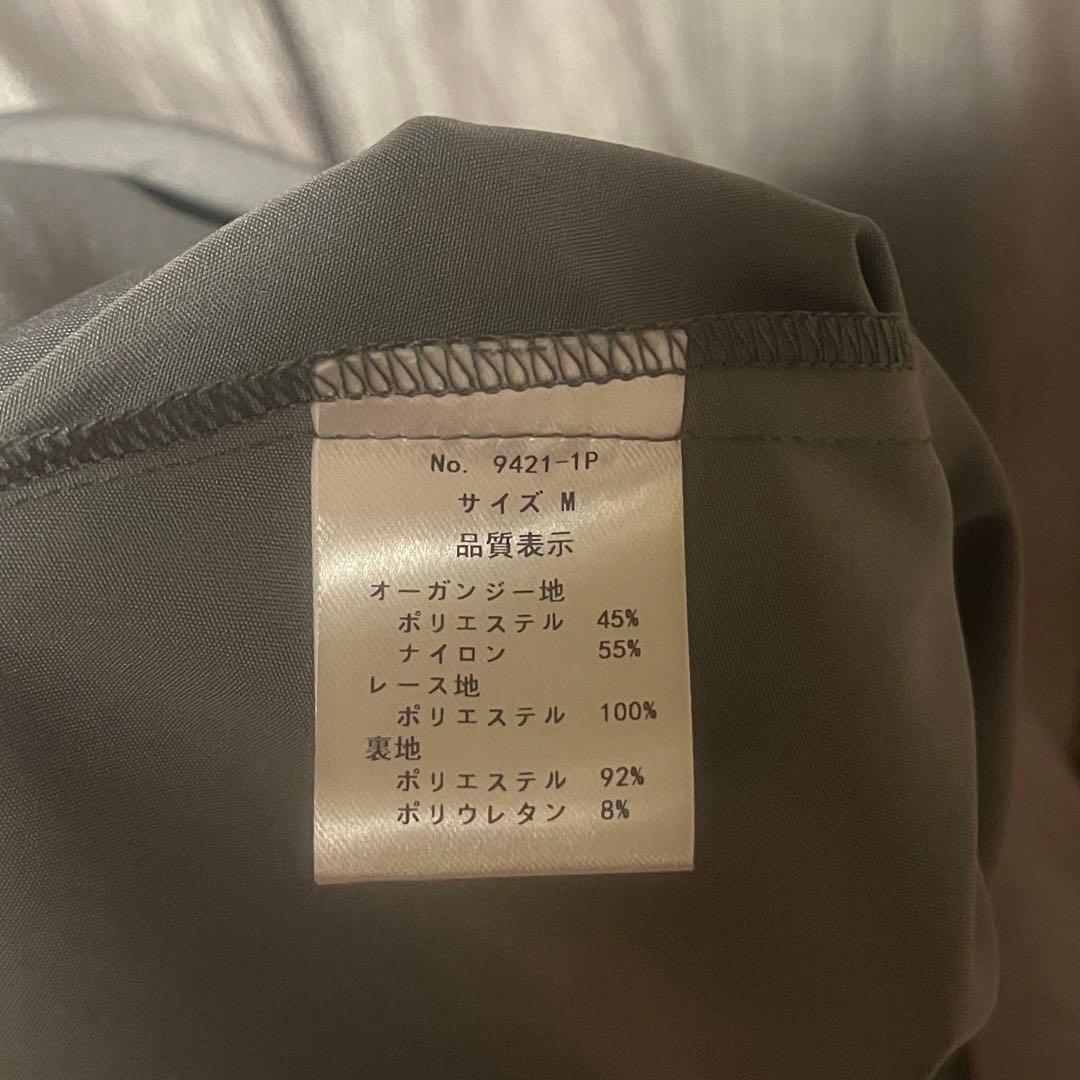 No. 9421-1P
サイズ M
品質表示
オーガンジー地
ポリエステル 45%
ナイロン 55%
レース地
ポリエステル 100%
裏地
ポリエステル 92%
ポリウレタン 8%